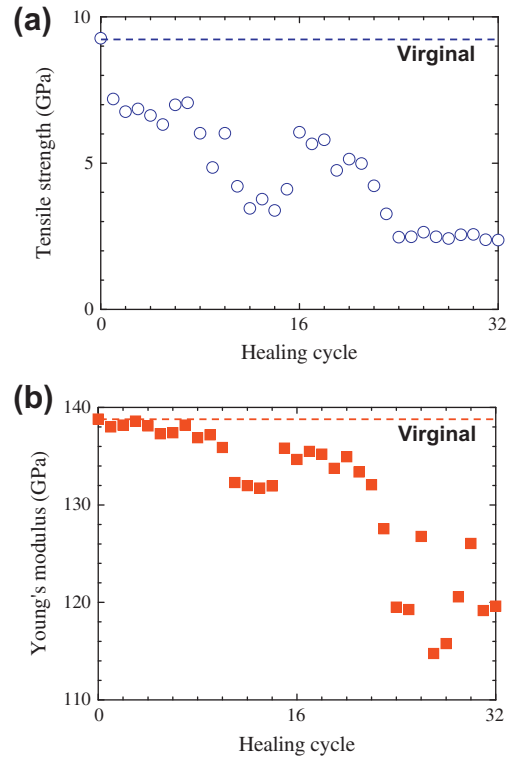 (a)
10
Virginal
5
0
Tensile strength (GPa)
0
16
32
Healing cycle
(b)
140
Virginal
130
120
110
Young's modulus (GPa)
0
16
32
Healing cycle